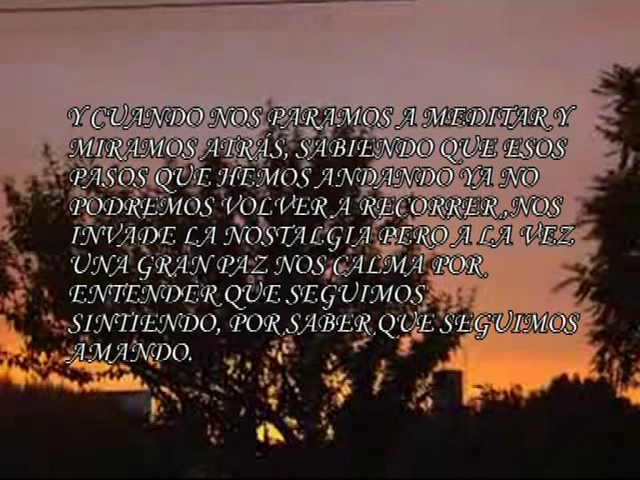 Y CUANDO NOS PARAMOS A MEDITAR Y
MIRAMOS ATRÁS, SABIENDO QUE ESOS
PASOS QUE HEMOS ANDANDO YA NO
PODREMOS VOLVER A RECORRER ,NOS
INVADE LA NOSTALGIA PERO A LA VEZ
UNA GRAN PAZ NOS CALMA POR
ENTENDER QUE SEGUIMOS
SINTIENDO, POR SABER QUE SEGUIMOS
AMANDO.